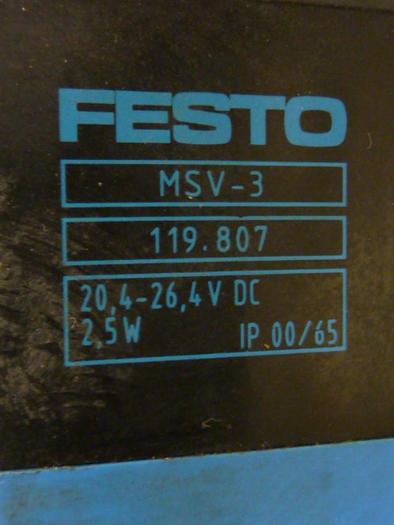 FESTO
MSV-3
119.807
20,4-26,4V DC
2,5W IP.00/65